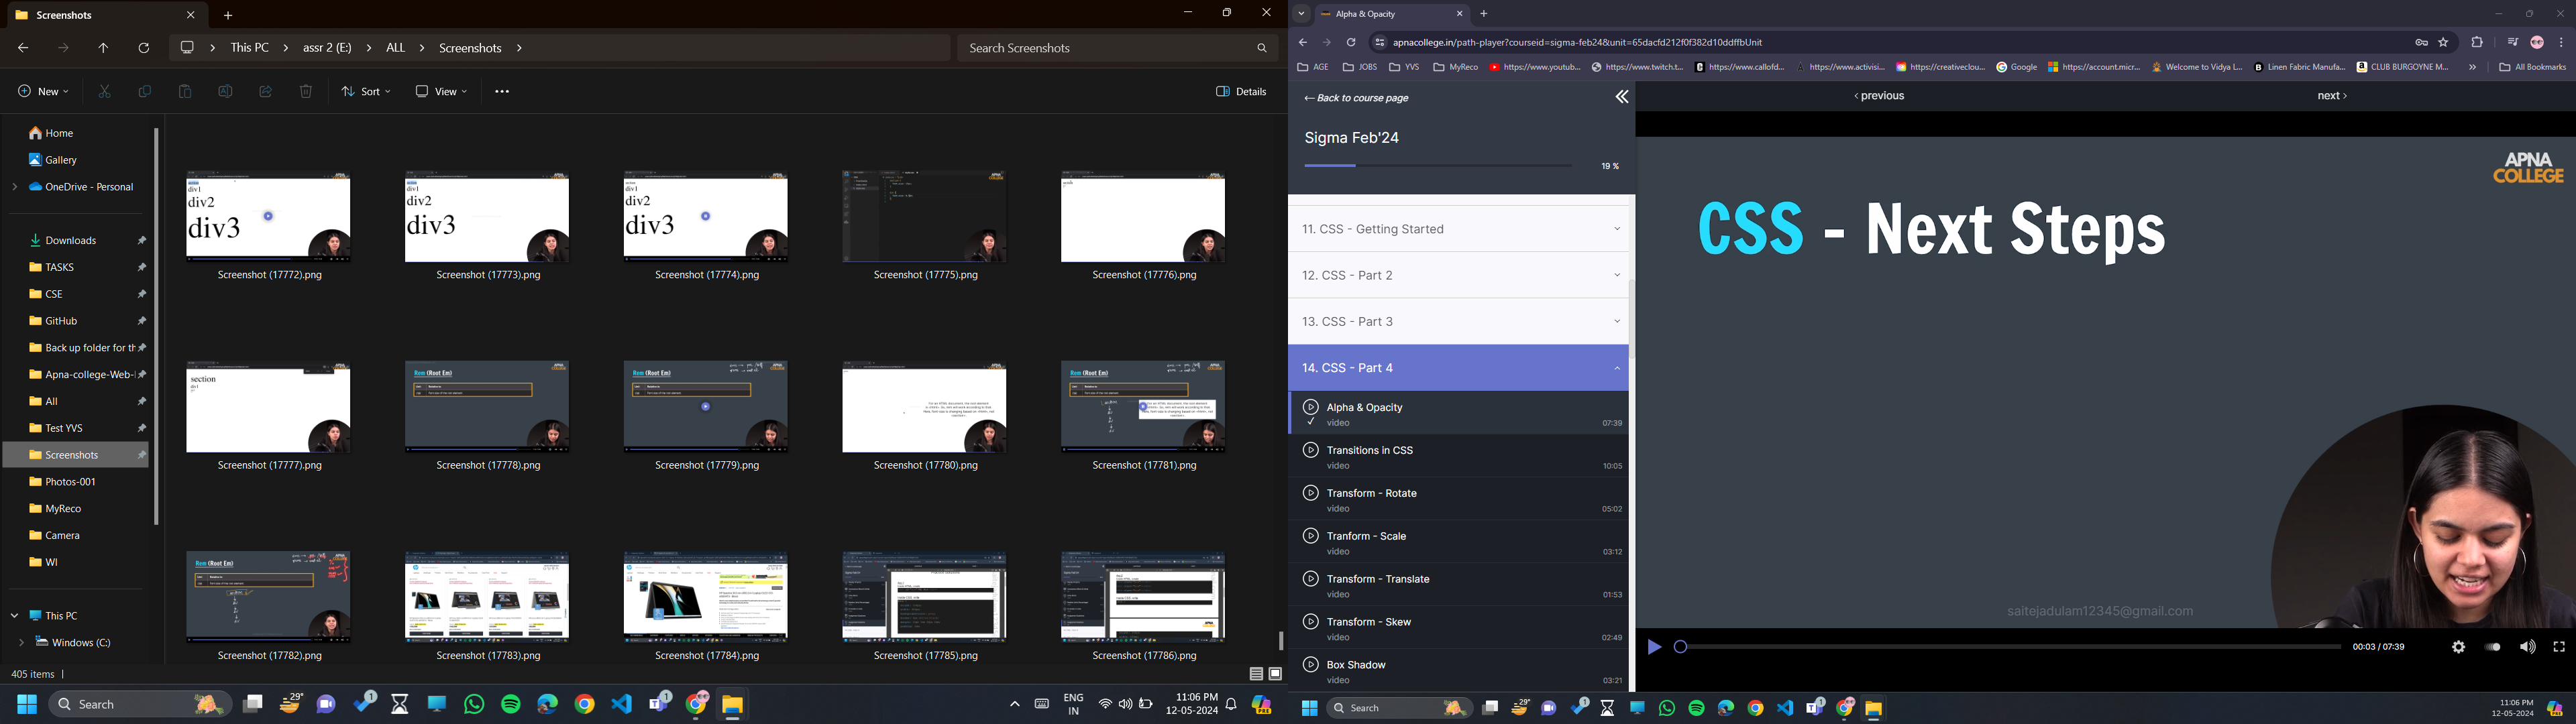 Screenshots
This PC
assr 2 (E:)
ALL
Screenshots
Search Screenshots
New
Sort
View
Details
Home
Gallery
OneDrive - Personal
Downloads
TASKS
CSE
GitHub
Back up folder for th
Apna-college-Web-
All
Test YVS
Screenshots
Photos-001
MyReco
Camera
WI
This PC
Windows (C:)
div1
div2
div3
Screenshot (17772).png
div1
div2
div3
Screenshot (17773).png
div1
div2
div3
Screenshot (17774).png
Screenshot (17775).png
Screenshot (17776).png
section
div1
Screenshot (17777).png
Rem (Root Em)
Screenshot (17778).png
Rem (Root Em)
Screenshot (17779).png
Screenshot (17780).png
Rem (Root Em)
Screenshot (17781).png
Rem (Root Em)
Screenshot (17782).png
Screenshot (17783).png
Screenshot (17784).png
Screenshot (17785).png
Screenshot (17786).png
405 items
Search
29°
1
1
ENG
IN
11:06 PM
12-05-2024
Alpha & Opacity
apnacollege.in/path-player?courseid=sigma-feb24&unit=65dacfd212f0f382d10ddffbUnit
AGE
JOBS
YVS
MyReco
https://www.youtub...
https://www.twitch.t...
https://www.callofd...
https://www.activisi...
https://creativeclou...
Google
https://account.micr...
Welcome to Vidya L...
Linen Fabric Manufa...
CLUB BURGOYNE M...
All Bookmarks
Back to course page
Sigma Feb'24
19 %
11. CSS - Getting Started
12. CSS - Part 2
13. CSS - Part 3
14. CSS - Part 4
Alpha & Opacity
video
07:39
Transitions in CSS
video
10:05
Transform - Rotate
video
05:02
Tranform - Scale
video
03:12
Transform - Translate
video
01:53
Transform - Skew
video
02:49
Box Shadow
video
03:21
previous
next
APNA
COLLEGE
CSS - Next Steps
saitejadulam12345@gmail.com
00:03 / 07:39
Search
29°
1
1
11:06 PM
12-05-2024